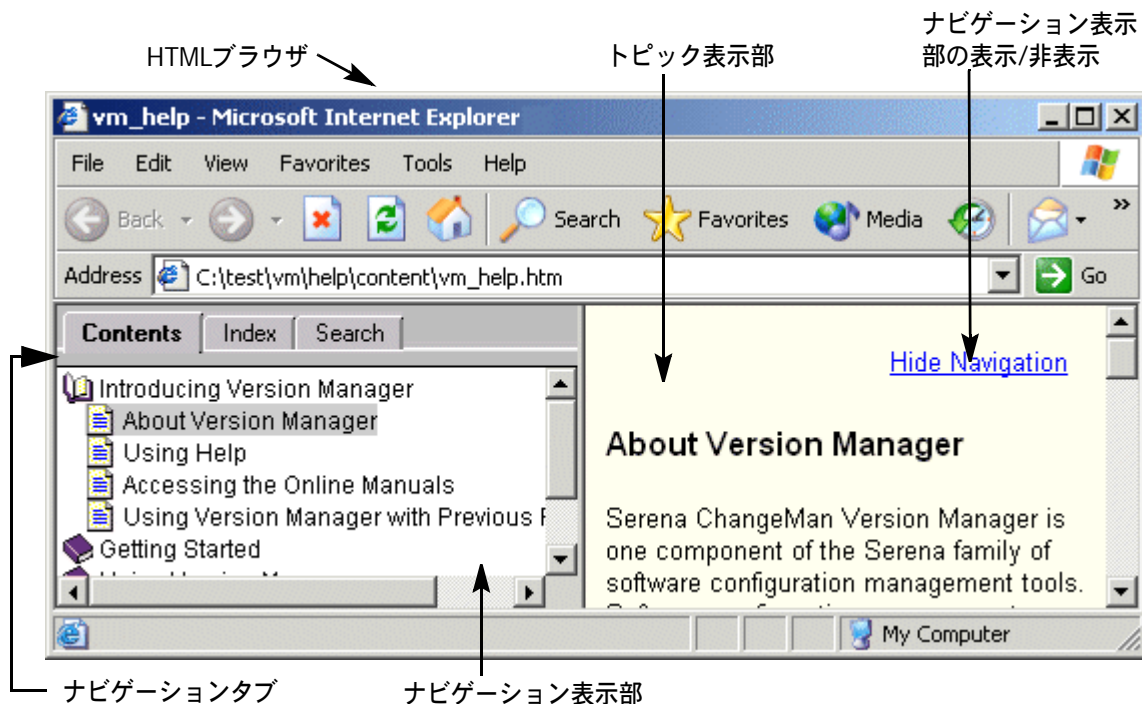 ナビゲーション表示
部の表示/非表示
HTMLブラウザ
トピック表示部
vm_help - Microsoft Internet Explorer
File Edit View Favorites Tools Help
Back Search Favorites Media »
Address C:\test\vm\help\content\vm_help.htm Go
Contents Index Search
Introducing Version Manager
About Version Manager
Using Help
Accessing the Online Manuals
Using Version Manager with Previous
Getting Started
Hide Navigation
About Version Manager
Serena ChangeMan Version Manager is
one component of the Serena family of
software configuration management tools.
My Computer
ナビゲーションタブ
ナビゲーション表示部